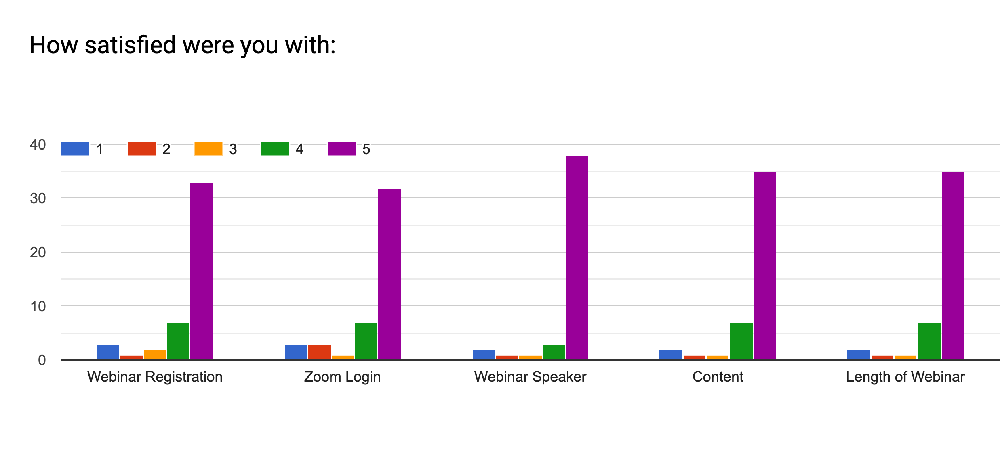 How satisfied were you with:
40 1 2 3 4 5
30
20
10
0
Webinar Registration Zoom Login Webinar Speaker Content Length of Webinar